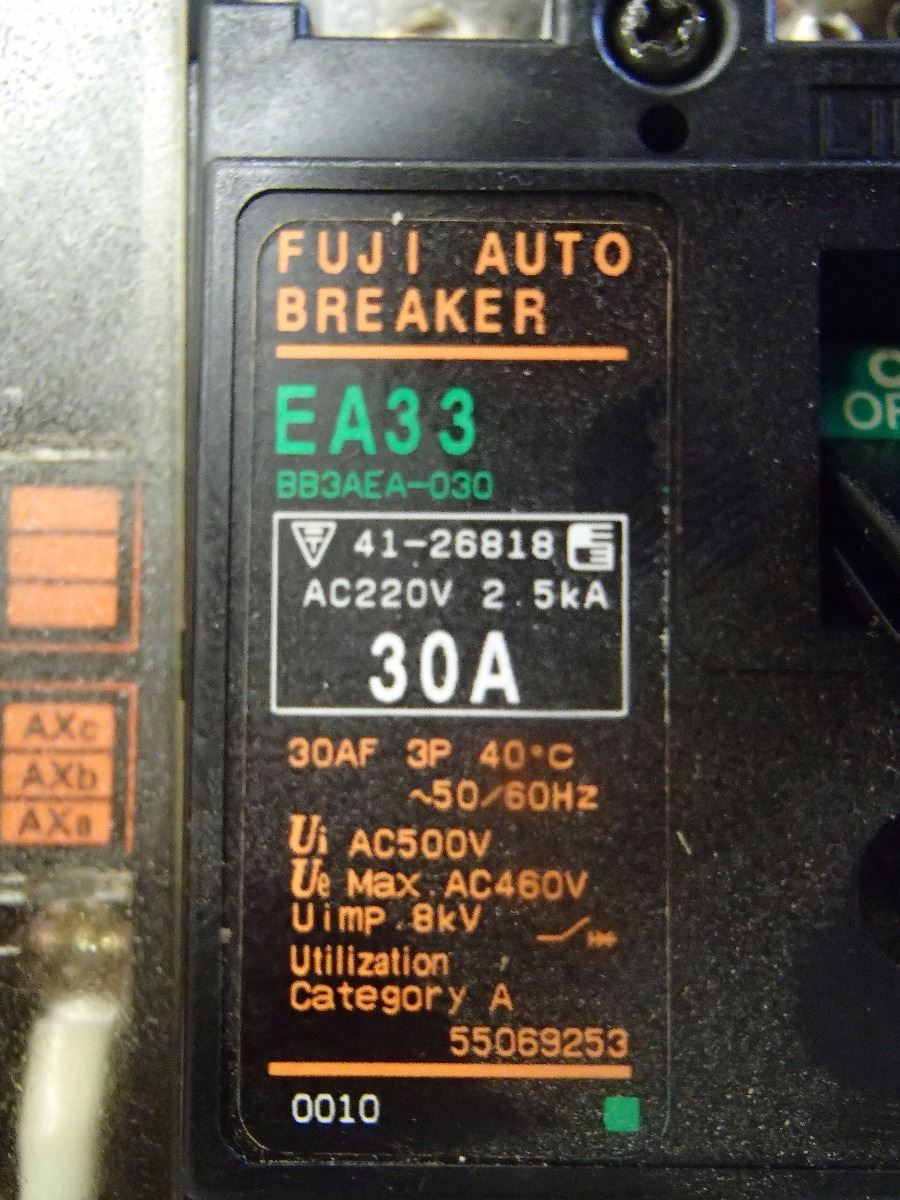 FUJI AUTO
BREAKER
EA33
BB3AEA-030
41-26818
AC220V 2.5kA
30A
30AF 3P 40°C
~50/60Hz
Ui AC500V
Ue Max. AC460V
Uimp 8kV
Utilization
Category A
55069253
0010
AXc
AXb
AXa